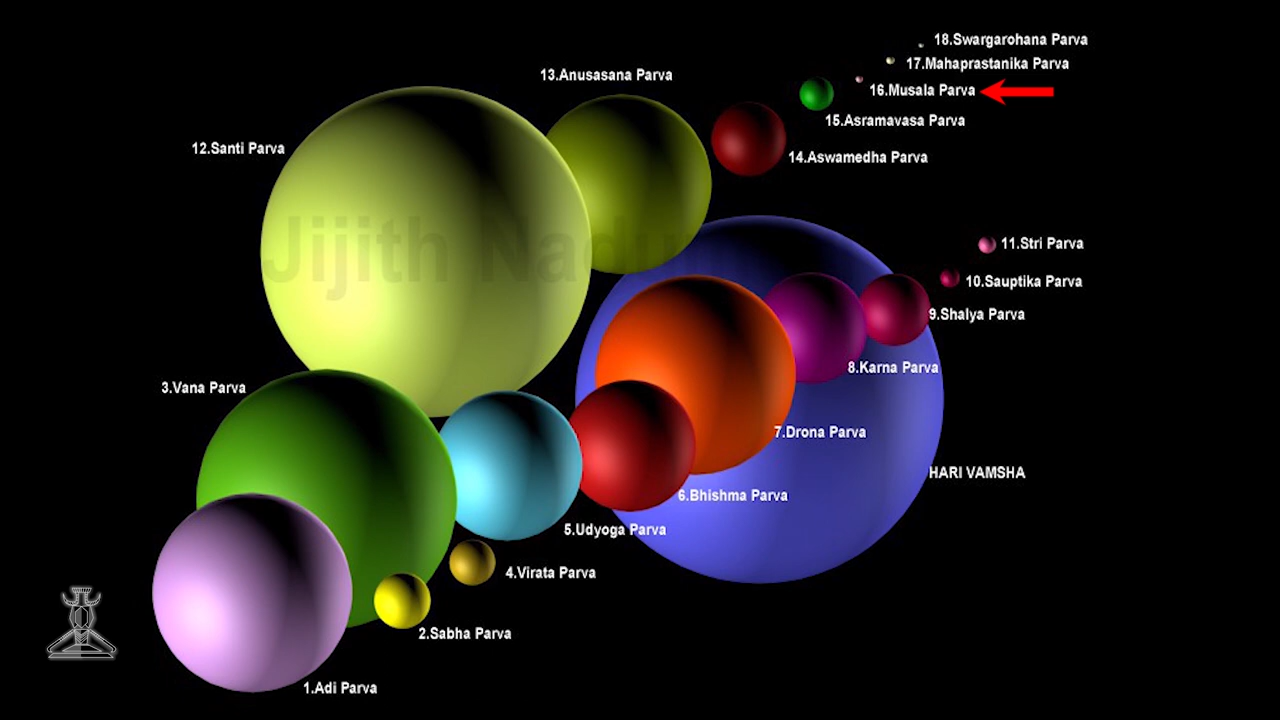 18.Swargarohana Parva
17.Mahaprastanika Parva
13.Anusasana Parva
16.Musala Parva
15.Asramavasa Parva
12.Santi Parva
14.Aswamedha Parva
Jijith
11.Stri Parva
10.Sauptika Parva
9.Shalya Parva
8.Karna Parva
3.Vana Parva
7.Drona Parva
HARI VAMSHA
6.Bhishma Parva
5.Udyoga Parva
4.Virata Parva
2.Sabha Parva
1.Adi Parva